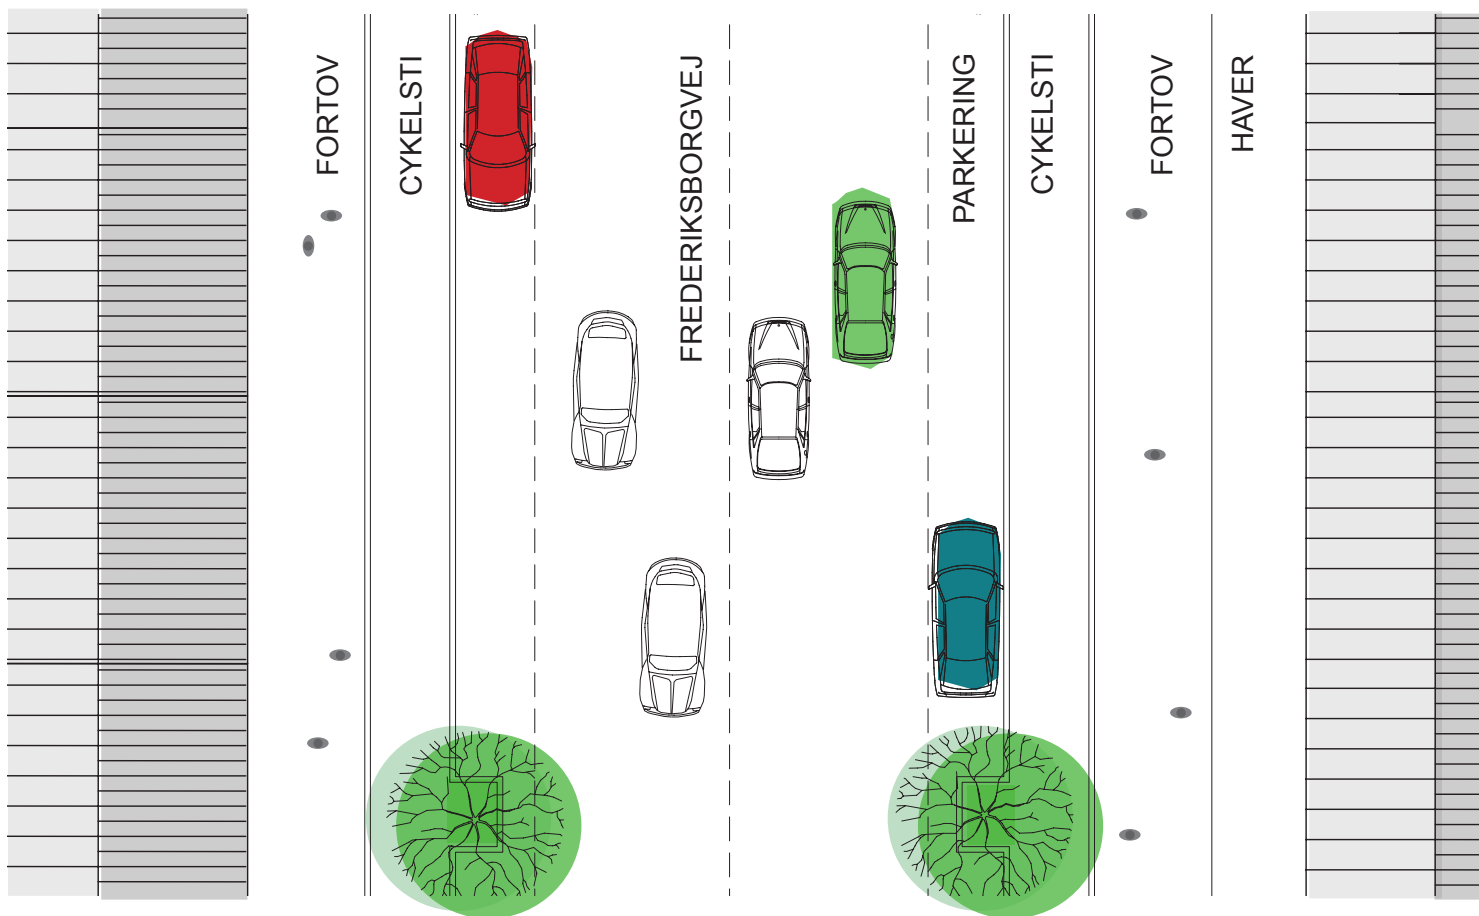 FORTOV
CYKELSTI
FREDERIKSBORGVEJ
PARKERING
CYKELSTI
FORTOV
HAVER